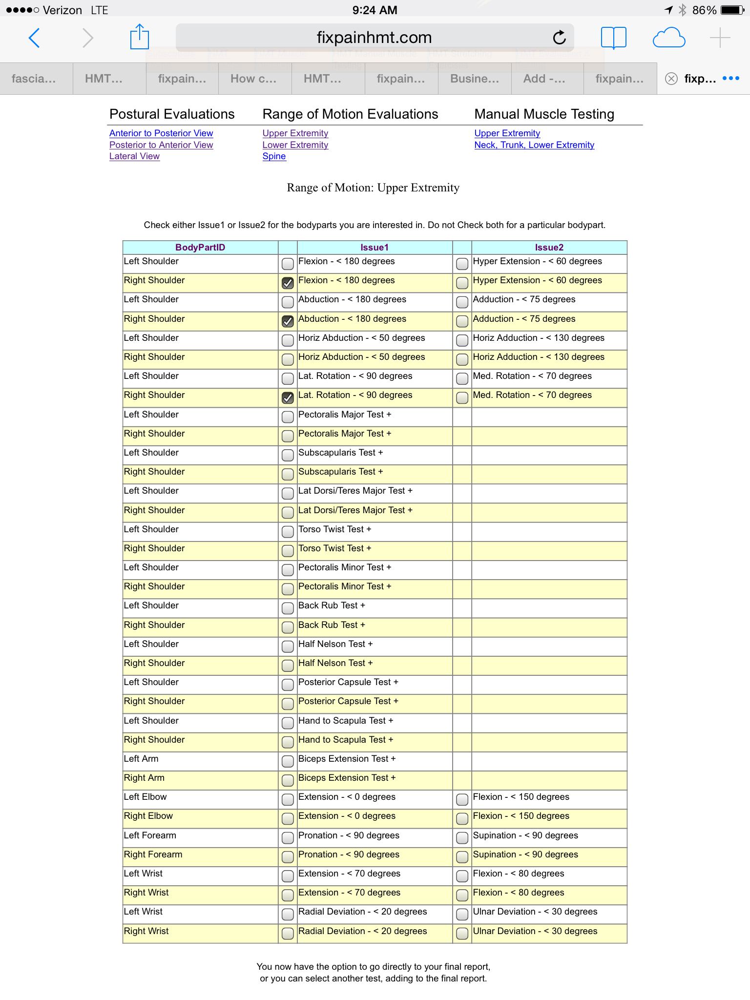 Verizon LTE 9:24 AM 86%
fixpainhmt.com
HMT HMT Manual Muscle HMT Stretching HMT Evaluation &
fascia... HMT... fixpain... How c... HMT... fixpain... Busine... Add -... fixpain... fixp...
Postural Evaluations Range of Motion Evaluations Manual Muscle Testing
Anterior to Posterior View Upper Extremity Upper Extremity
Posterior to Anterior View Lower Extremity Neck, Trunk, Lower Extremity
Lateral View Spine
Range of Motion: Upper Extremity
Check either Issue1 or Issue2 for the bodyparts you are interested in. Do not Check both for a particular bodypart.
BodyPartID Issue1 Issue2
Left Shoulder Flexion - < 180 degrees Hyper Extension - < 60 degrees
Right Shoulder Flexion - < 180 degrees Hyper Extension - < 60 degrees
Left Shoulder Abduction - < 180 degrees Adduction - < 75 degrees
Right Shoulder Abduction - < 180 degrees Adduction - < 75 degrees
Left Shoulder Horiz Abduction - < 50 degrees Horiz Adduction - < 130 degrees
Right Shoulder Horiz Abduction - < 50 degrees Horiz Adduction - < 130 degrees
Left Shoulder Lat. Rotation - < 90 degrees Med. Rotation - < 70 degrees
Right Shoulder Lat. Rotation - < 90 degrees Med. Rotation - < 70 degrees
Left Shoulder Pectoralis Major Test +
Right Shoulder Pectoralis Major Test +
Left Shoulder Subscapularis Test +
Right Shoulder Subscapularis Test +
Left Shoulder Lat Dorsi/Teres Major Test +
Right Shoulder Lat Dorsi/Teres Major Test +
Left Shoulder Torso Twist Test +
Right Shoulder Torso Twist Test +
Left Shoulder Pectoralis Minor Test +
Right Shoulder Pectoralis Minor Test +
Left Shoulder Back Rub Test +
Right Shoulder Back Rub Test +
Left Shoulder Half Nelson Test +
Right Shoulder Half Nelson Test +
Left Shoulder Posterior Capsule Test +
Right Shoulder Posterior Capsule Test +
Left Shoulder Hand to Scapula Test +
Right Shoulder Hand to Scapula Test +
Left Arm Biceps Extension Test +
Right Arm Biceps Extension Test +
Left Elbow Extension - < 0 degrees Flexion - < 150 degrees
Right Elbow Extension - < 0 degrees Flexion - < 150 degrees
Left Forearm Pronation - < 90 degrees Supination - < 90 degrees
Right Forearm Pronation - < 90 degrees Supination - < 90 degrees
Left Wrist Extension - < 70 degrees Flexion - < 80 degrees
Right Wrist Extension - < 70 degrees Flexion - < 80 degrees
Left Wrist Radial Deviation - < 20 degrees Ulnar Deviation - < 30 degrees
Right Wrist Radial Deviation - < 20 degrees Ulnar Deviation - < 30 degrees
You now have the option to go directly to your final report,
or you can select another test, adding to the final report.